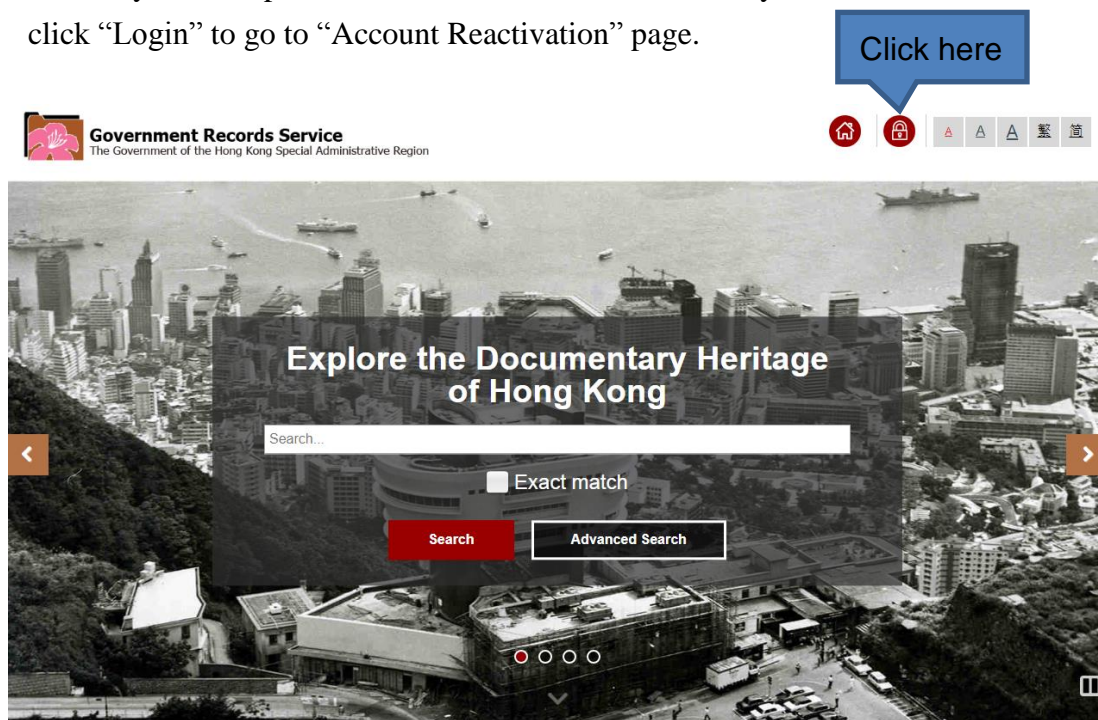 click “Login” to go to “Account Reactivation” page.
Click here
Government Records Service
The Government of the Hong Kong Special Administrative Region
A A A 繁 简
Explore the Documentary Heritage
of Hong Kong
Search...
Exact match
Search Advanced Search